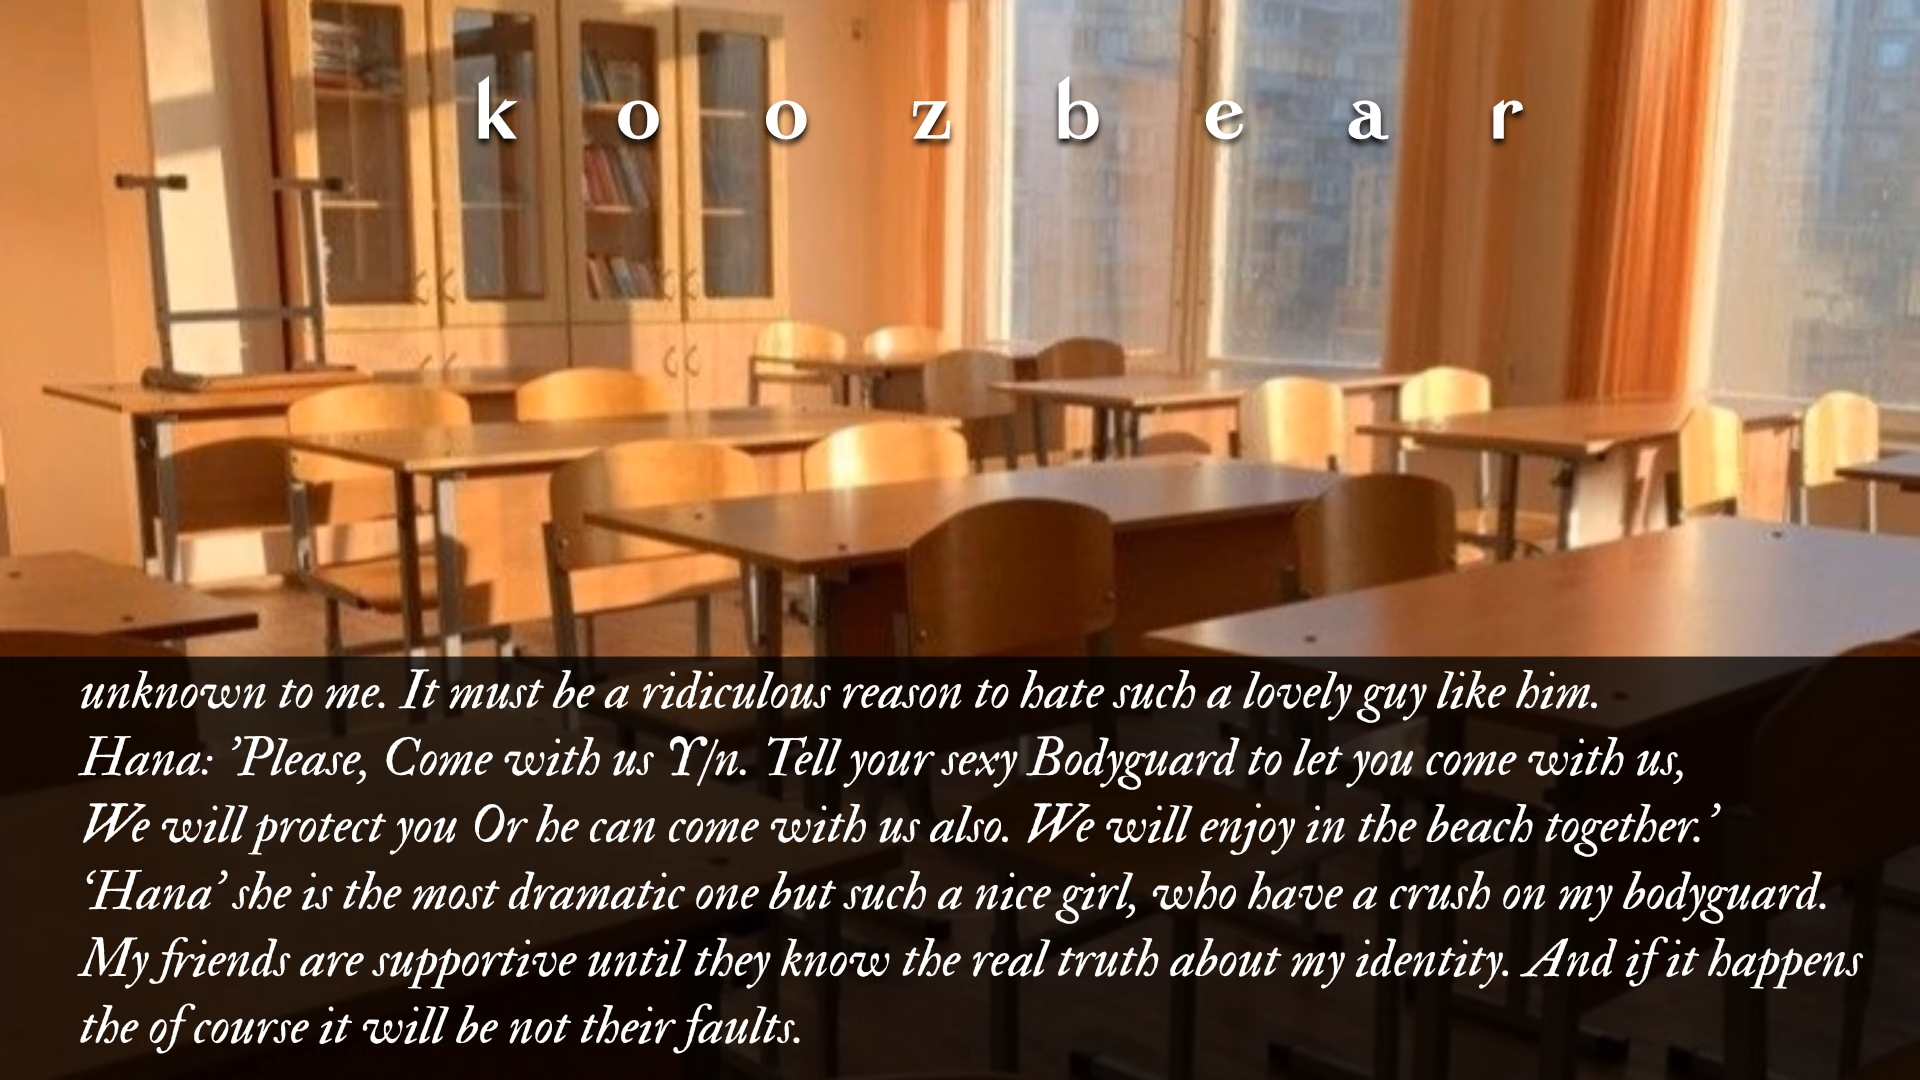 k o o z b e a r
unknown to me. It must be a ridiculous reason to hate such a lovely guy like him.
Hana: 'Please, Come with us Y/n. Tell your sexy Bodyguard to let you come with us,
We will protect you Or he can come with us also. We will enjoy in the beach together.'
'Hana' she is the most dramatic one but such a nice girl, who have a crush on my bodyguard.
My friends are supportive until they know the real truth about my identity. And if it happens
the of course it will be not their faults.